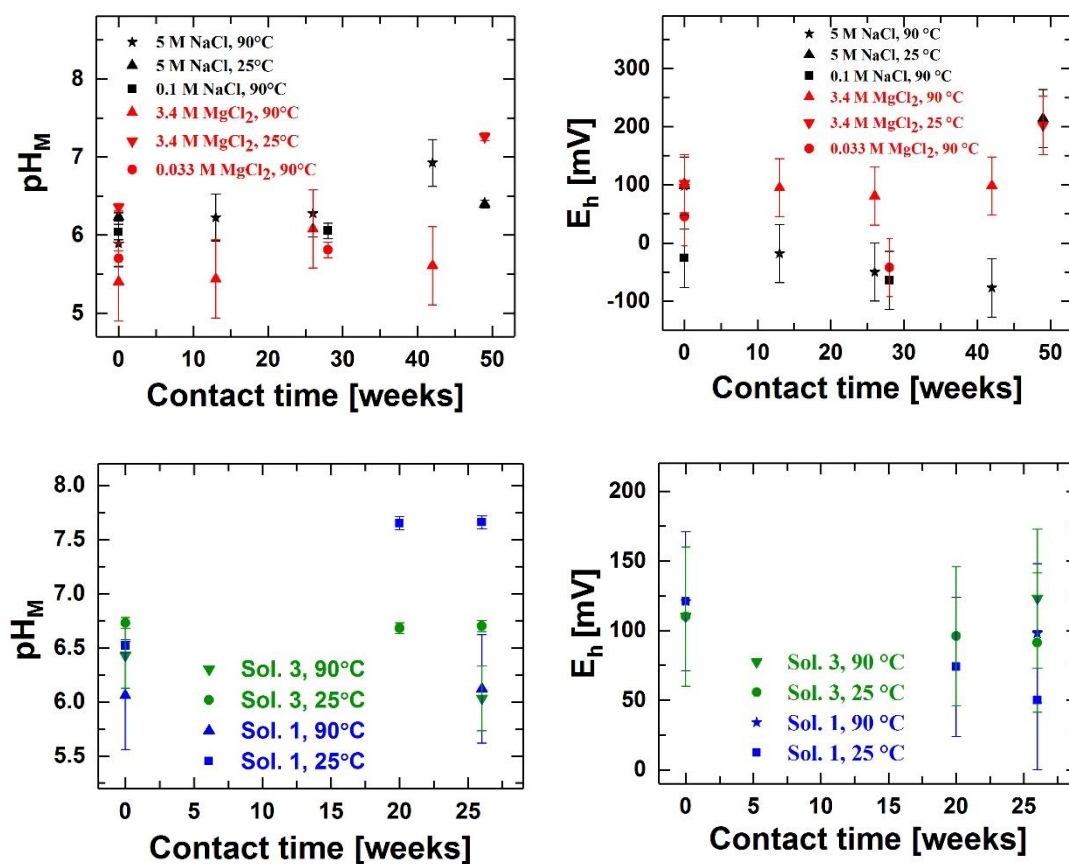 ★ 5 M NaCl, 90°C
▲ 5 M NaCl, 25°C
■ 0.1 M NaCl, 90°C
▲ 3.4 M MgCl₂, 90°C
▼ 3.4 M MgCl₂, 25°C
● 0.033 M MgCl₂, 90°C
8
7
6
5
pH_M
0 10 20 30 40 50
Contact time [weeks]
★ 5 M NaCl, 90 °C
▲ 5 M NaCl, 25 °C
■ 0.1 M NaCl, 90 °C
▲ 3.4 M MgCl₂, 90 °C
▼ 3.4 M MgCl₂, 25 °C
● 0.033 M MgCl₂, 90 °C
300
200
100
0
-100
E_h [mV]
0 10 20 30 40 50
Contact time [weeks]
8.0
7.5
7.0
6.5
6.0
5.5
pH_M
▼ Sol. 3, 90°C
● Sol. 3, 25°C
▲ Sol. 1, 90°C
■ Sol. 1, 25°C
0 5 10 15 20 25
Contact time [weeks]
200
150
100
50
0
E_h [mV]
▼ Sol. 3, 90 °C
● Sol. 3, 25 °C
★ Sol. 1, 90 °C
■ Sol. 1, 25 °C
0 5 10 15 20 25
Contact time [weeks]